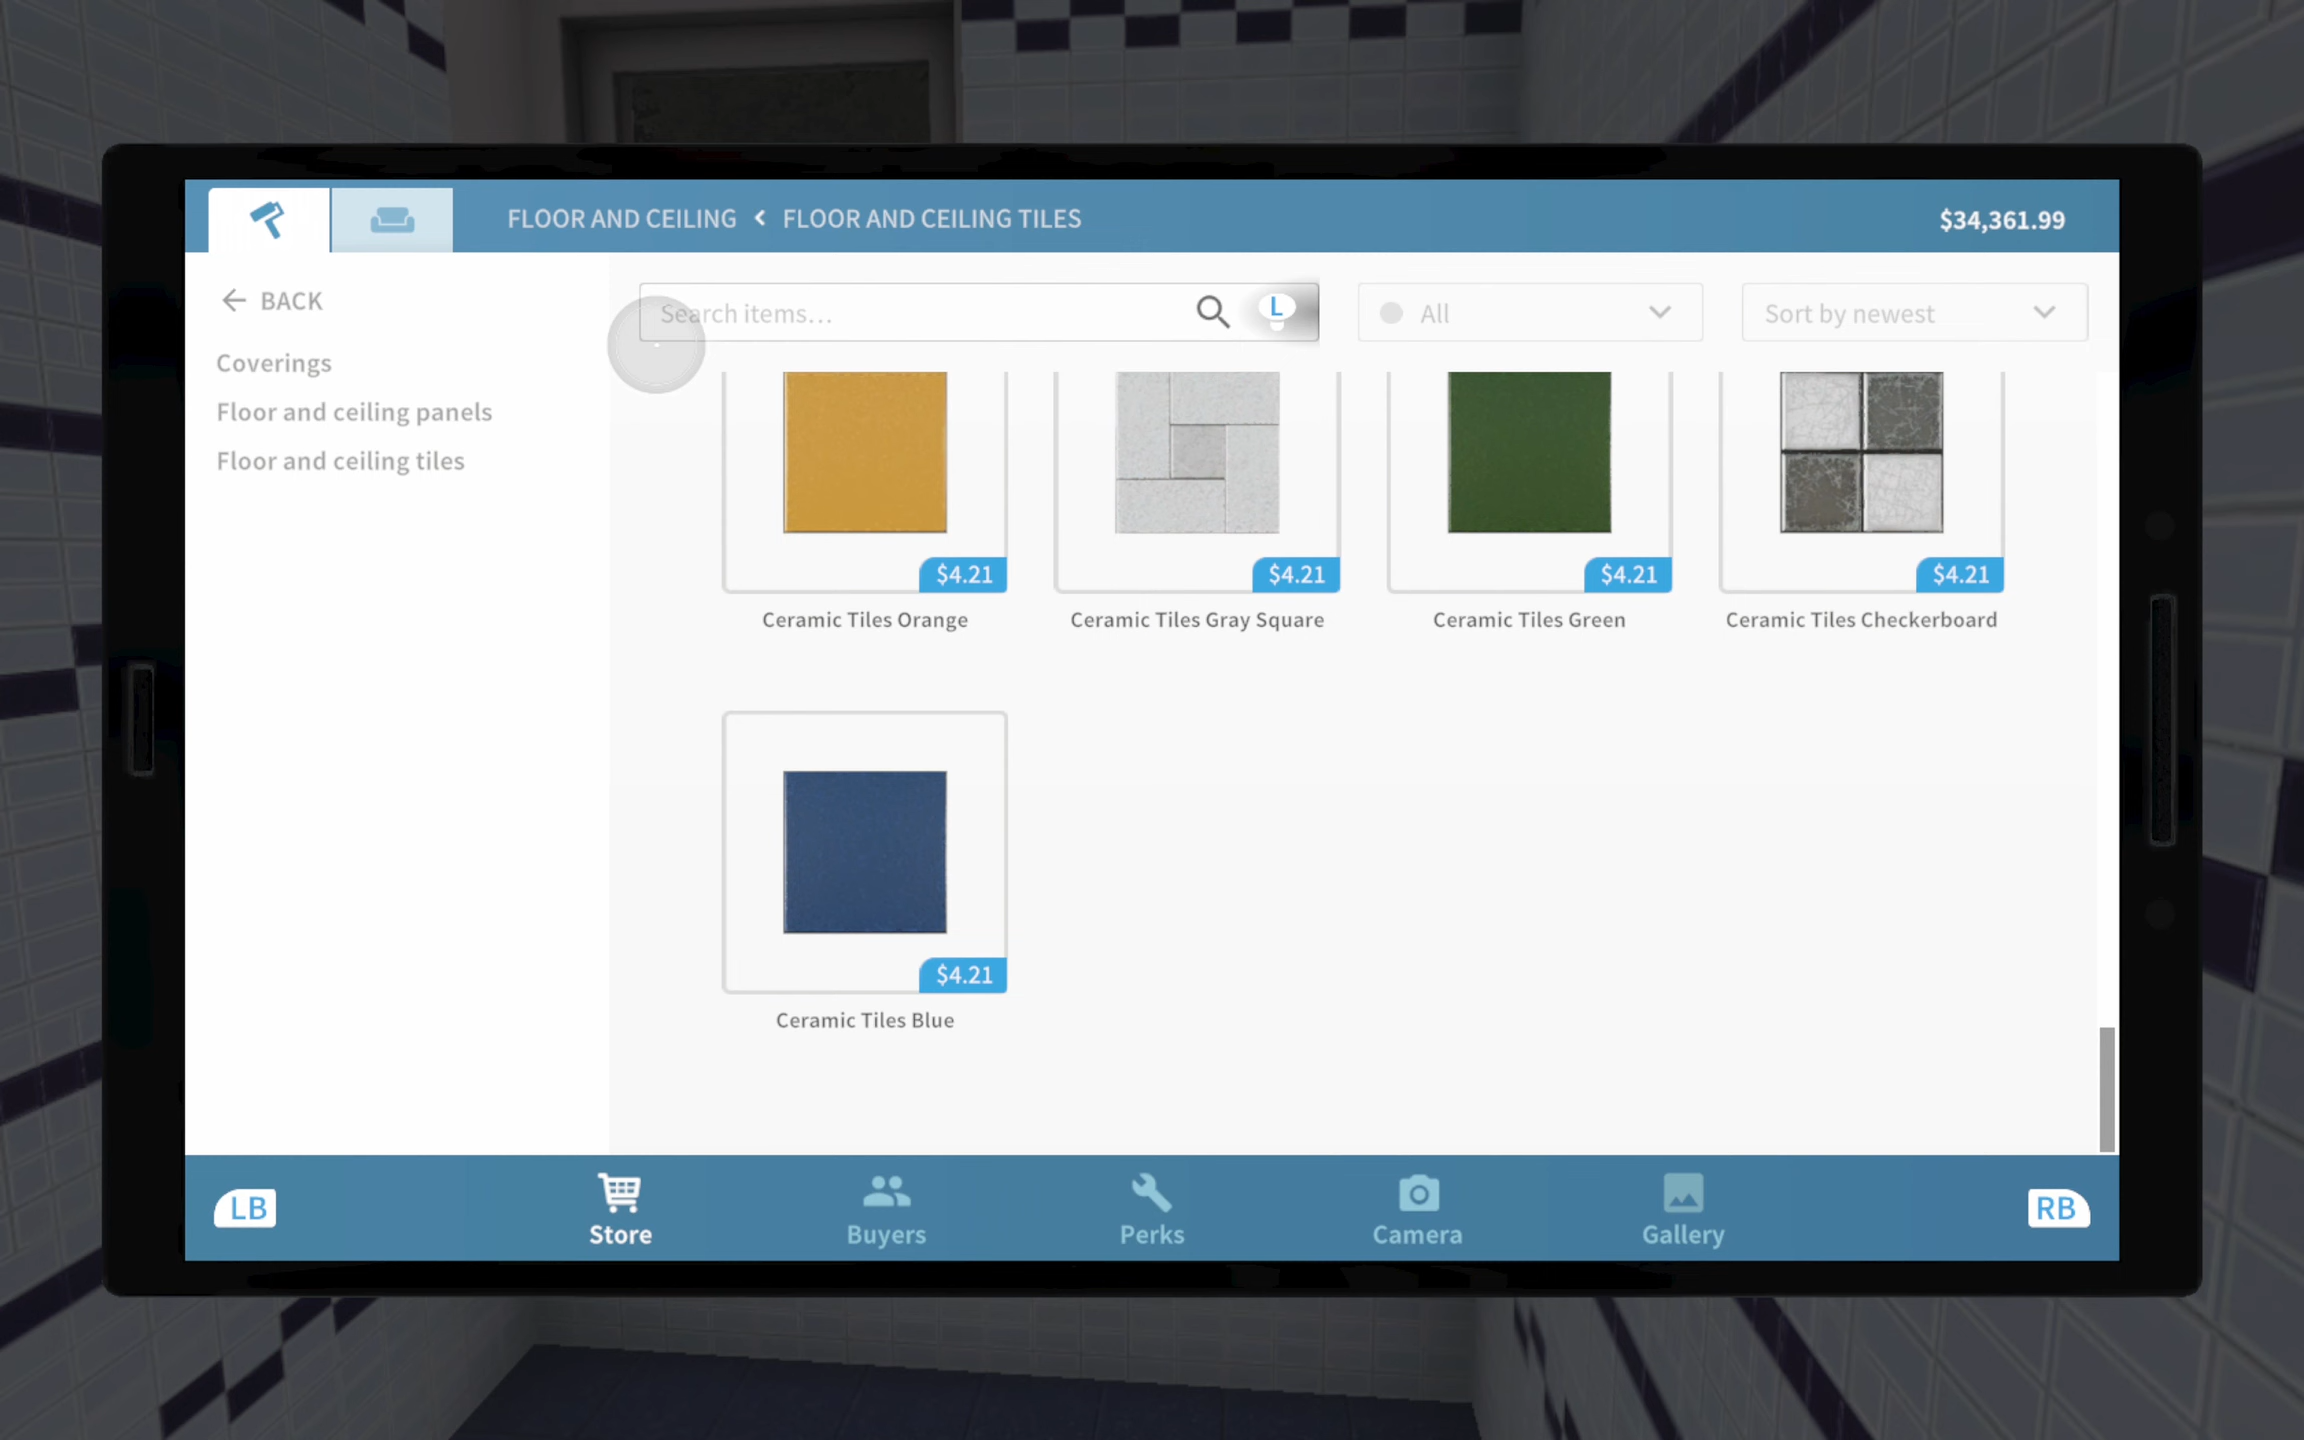 FLOOR AND CEILING < FLOOR AND CEILING TILES
$34,361.99
BACK
Coverings
Floor and ceiling panels
Floor and ceiling tiles
Search items...
L
All
Sort by newest
$4.21
$4.21
$4.21
$4.21
Ceramic Tiles Orange
Ceramic Tiles Gray Square
Ceramic Tiles Green
Ceramic Tiles Checkerboard
$4.21
Ceramic Tiles Blue
LB
Store
Buyers
Perks
Camera
Gallery
RB